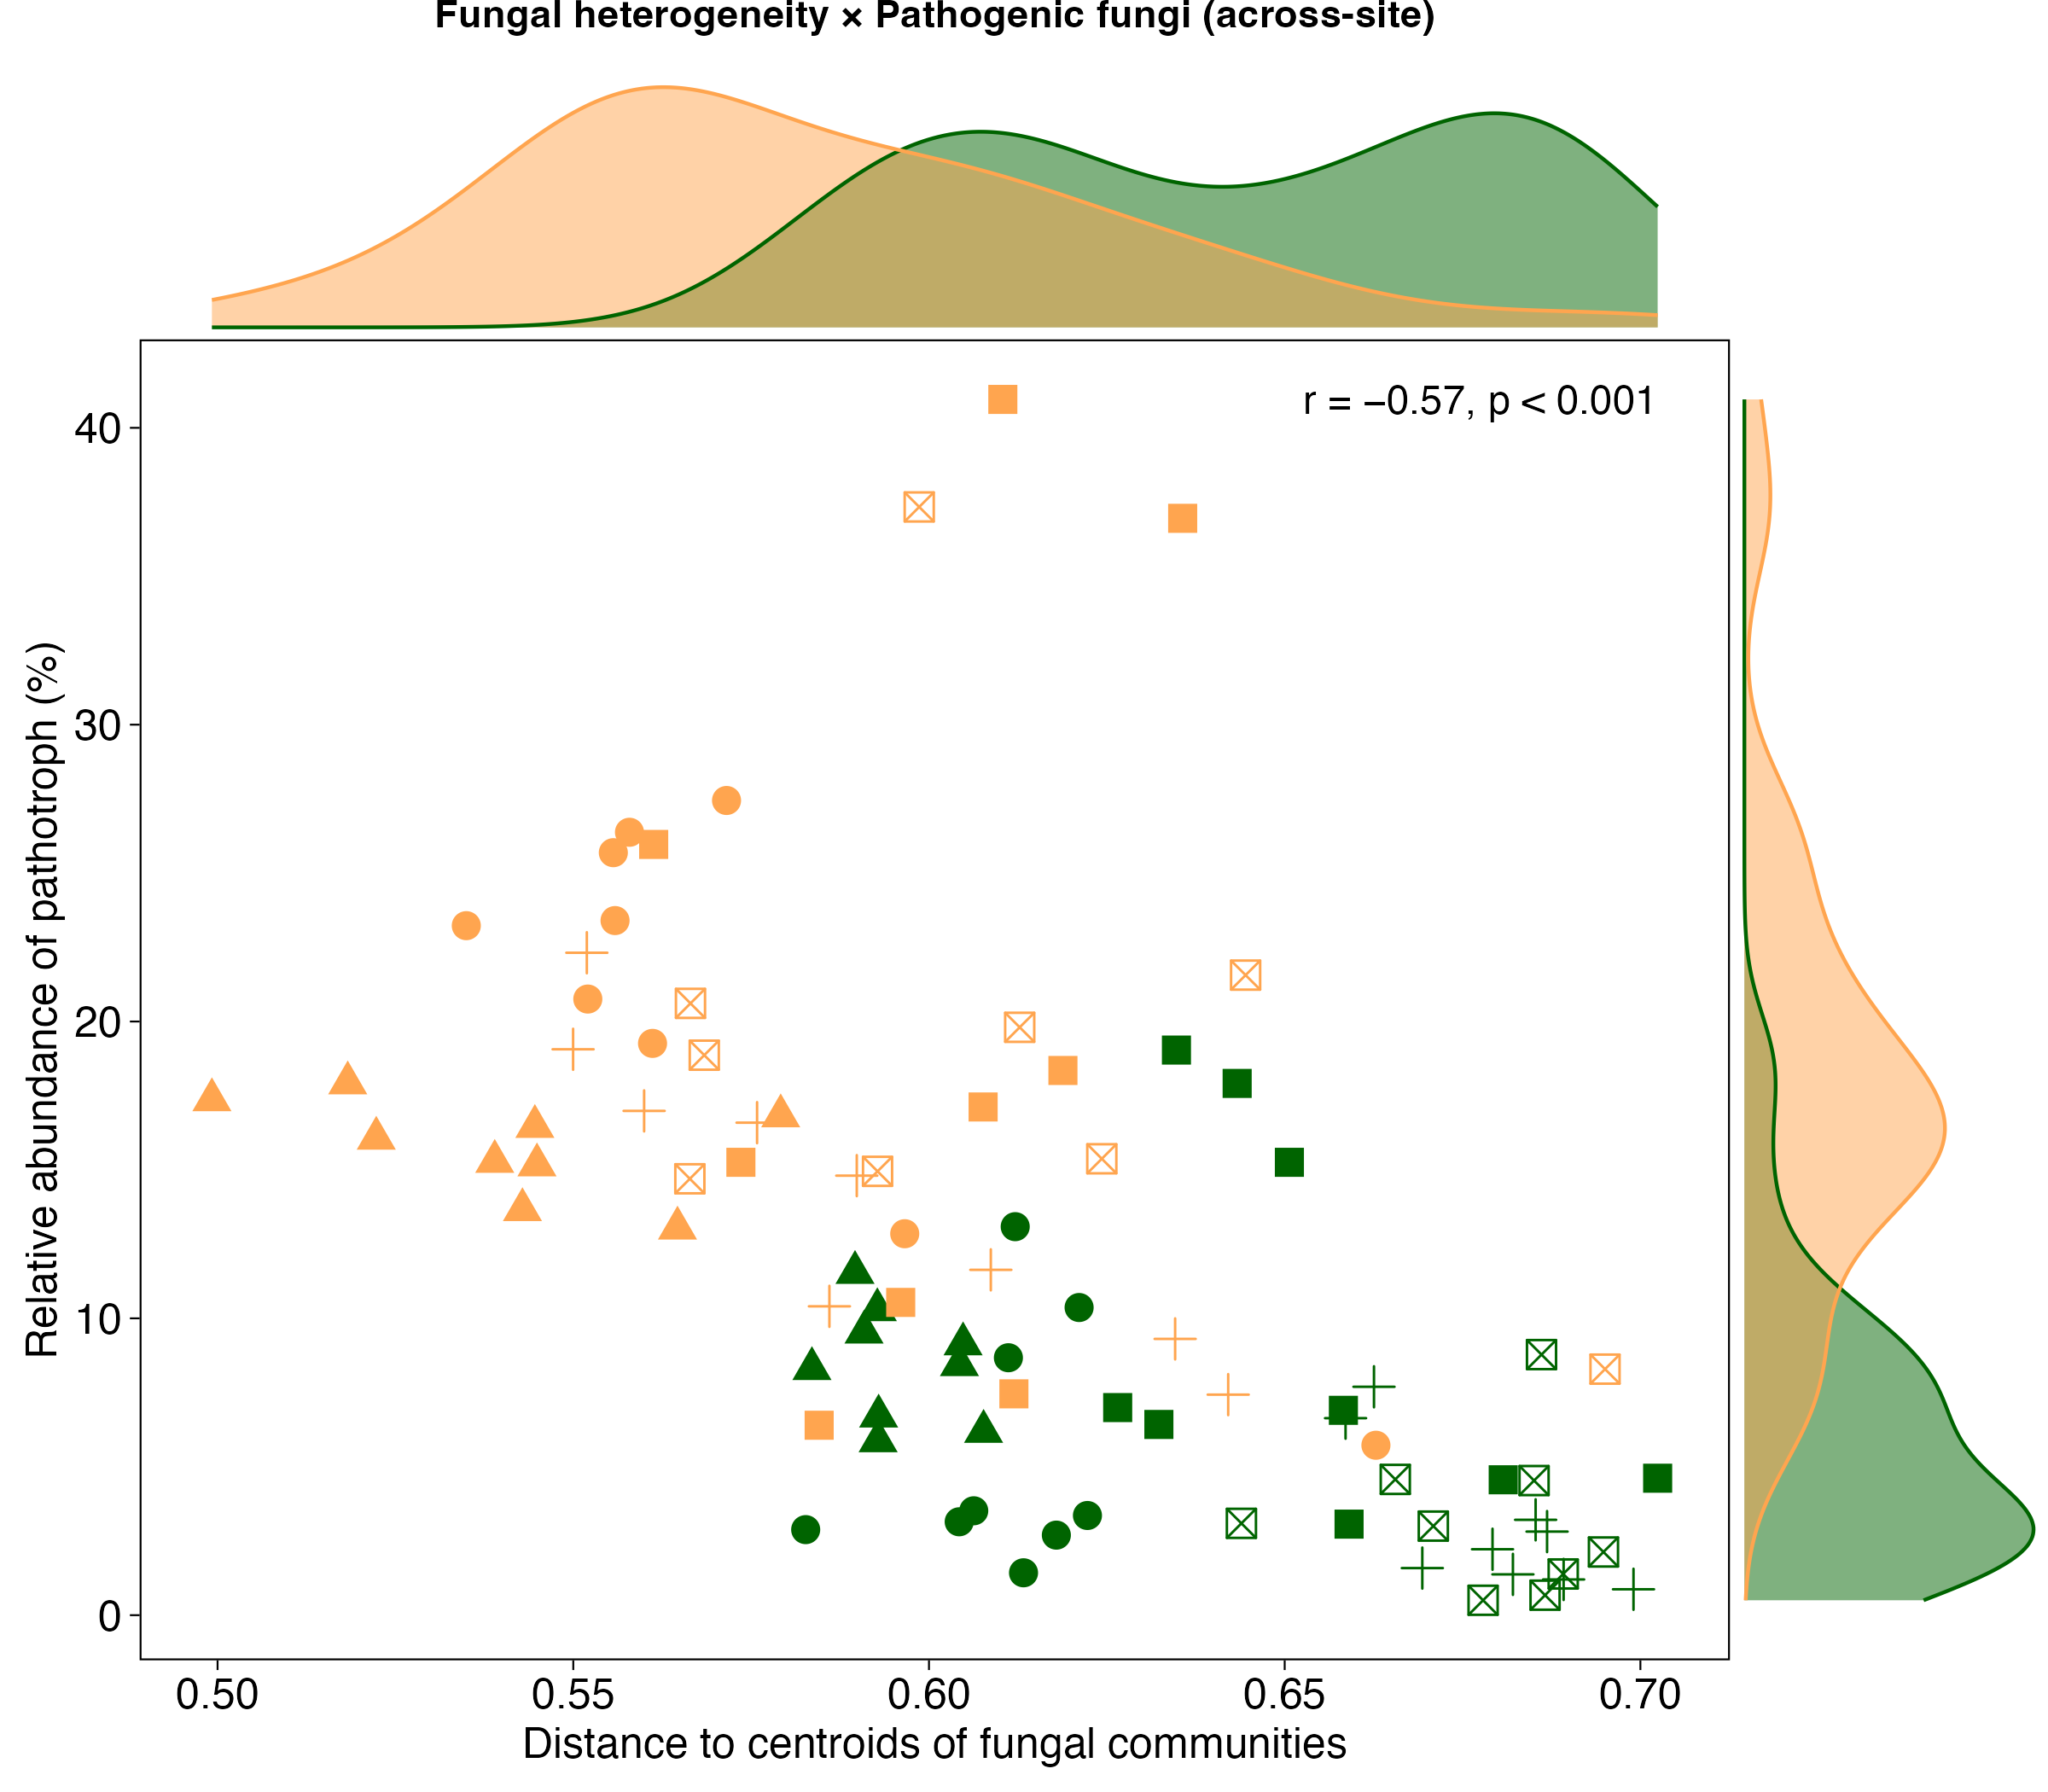 Fungal heterogeneity × Pathogenic fungi (across-site)
r = −0.57, p < 0.001
40
30
20
10
0
Relative abundance of pathotroph (%)
0.50 0.55 0.60 0.65 0.70
Distance to centroids of fungal communities